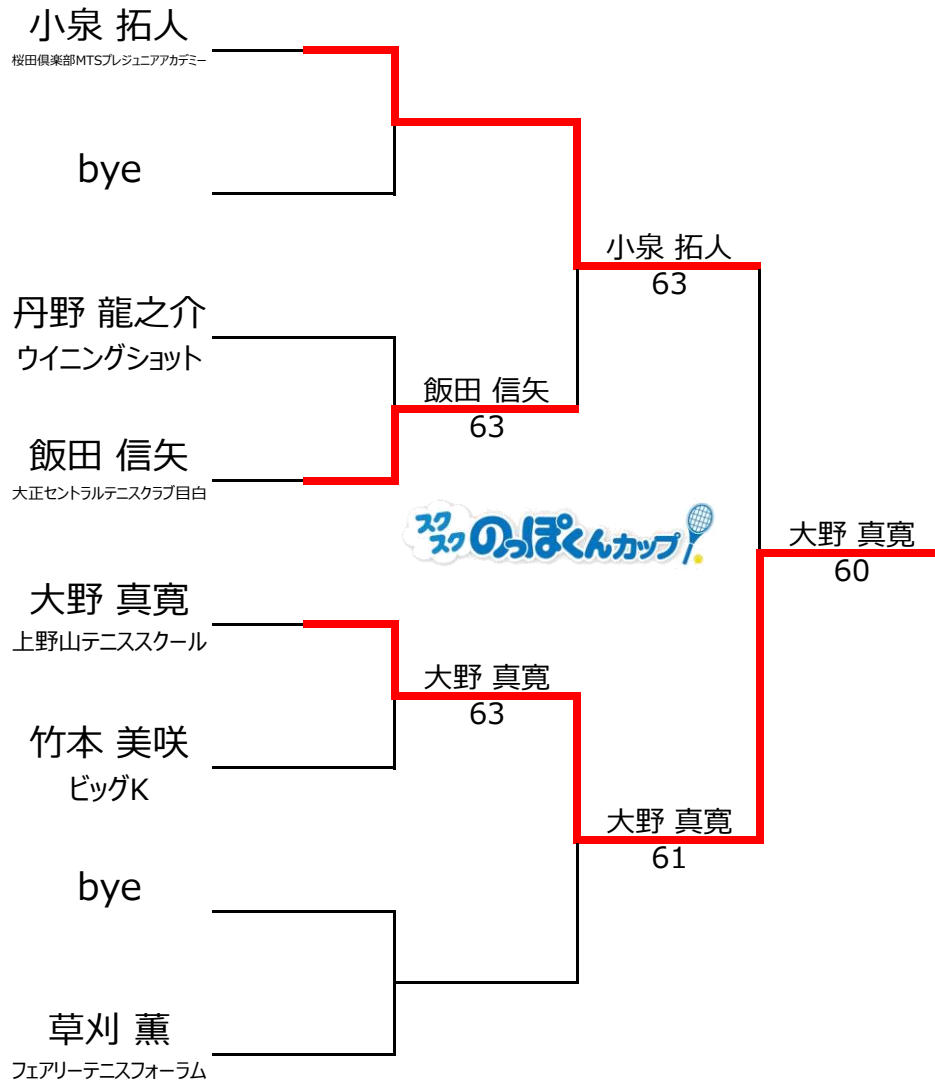 小泉 拓人
桜田倶楽部MTSプレジュニアアカデミー
bye
小泉 拓人
63
丹野 龍之介
ウイニングショット
飯田 信矢
63
飯田 信矢
大正セントラルテニスクラブ目白
スクスクのっぽくんカップ
大野 真寛
60
大野 真寛
上野山テニススクール
大野 真寛
63
竹本 美咲
ビッグK
大野 真寛
61
bye
草刈 薫
フェアリーテニスフォーラム